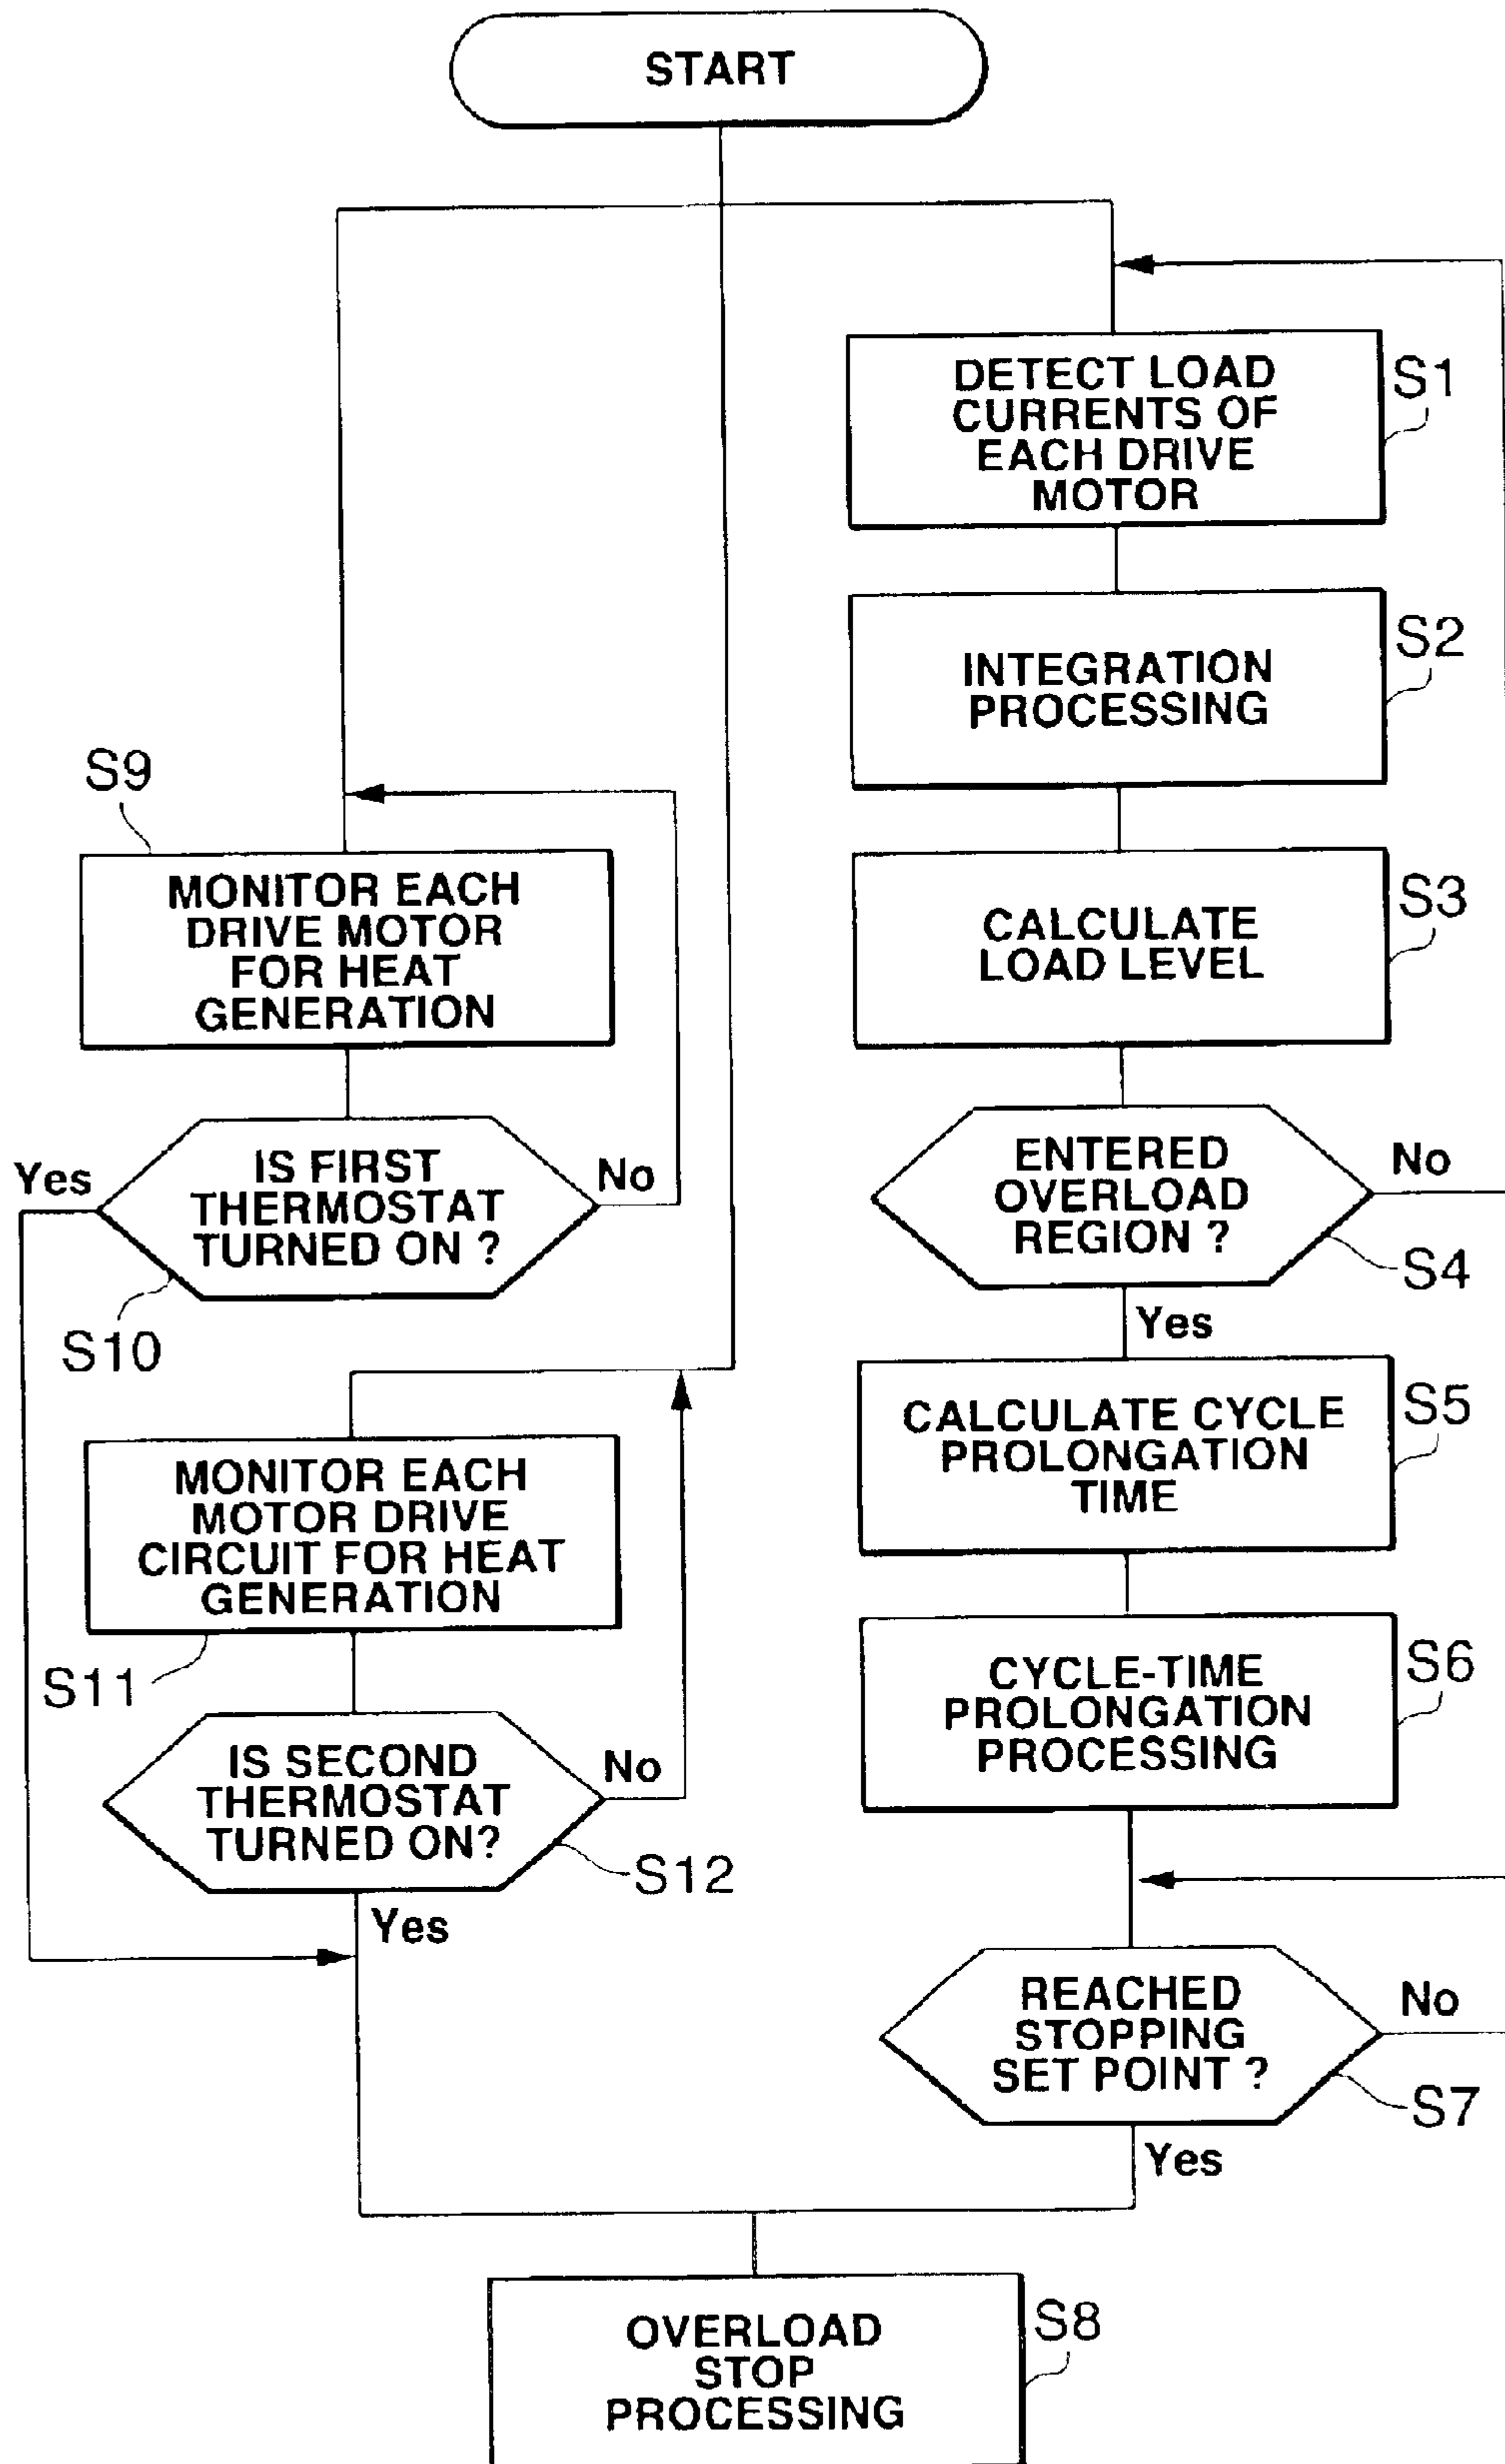 START
DETECT LOAD
CURRENTS OF
EACH DRIVE
MOTOR
S1
INTEGRATION
PROCESSING
S2
CALCULATE
LOAD LEVEL
S3
ENTERED
OVERLOAD
REGION ?
No
S4
Yes
CALCULATE CYCLE
PROLONGATION
TIME
S5
CYCLE-TIME
PROLONGATION
PROCESSING
S6
REACHED
STOPPING
SET POINT ?
No
S7
Yes
S9
MONITOR EACH
DRIVE MOTOR
FOR HEAT
GENERATION
Yes
IS FIRST
THERMOSTAT
TURNED ON ?
No
S10
MONITOR EACH
MOTOR DRIVE
CIRCUIT FOR HEAT
GENERATION
S11
IS SECOND
THERMOSTAT
TURNED ON?
No
S12
Yes
OVERLOAD
STOP
PROCESSING
S8